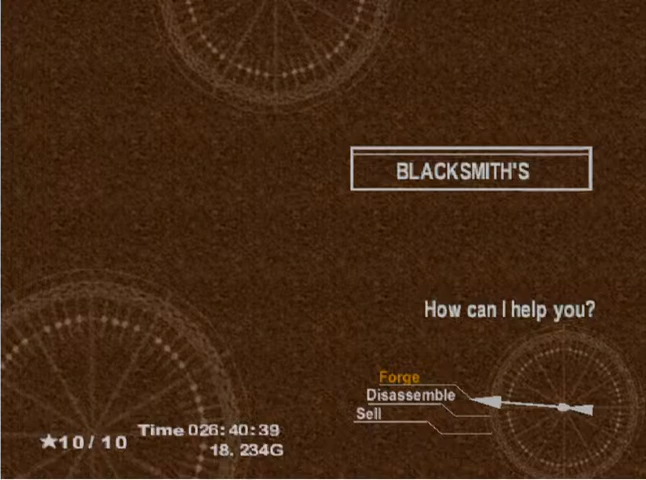 BLACKSMITH'S
How can I help you?
Forge
Disassemble
Sell
★10/10
Time 026:40:39
18. 234G